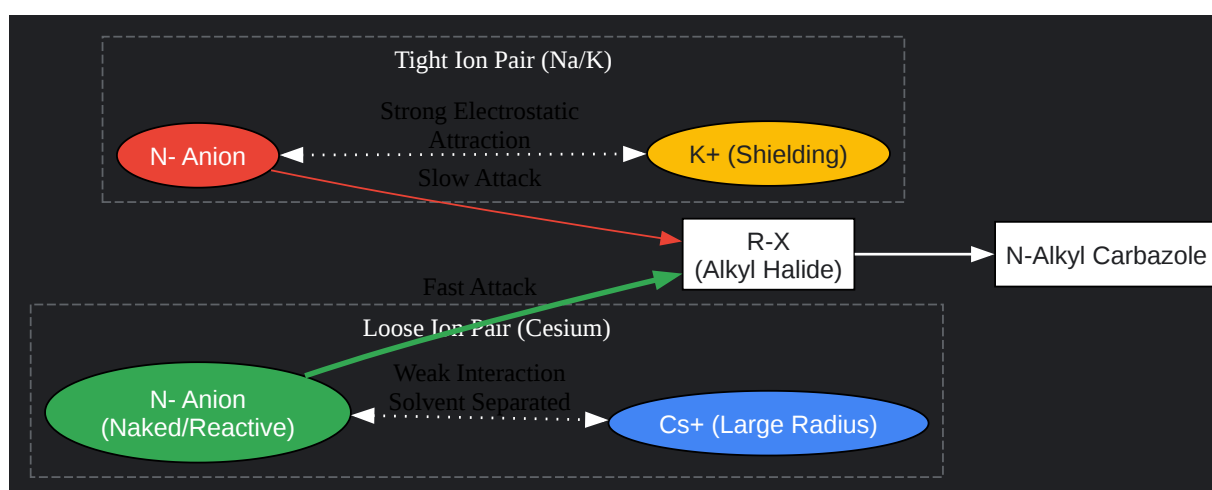 Tight Ion Pair (Na/K)
Strong Electrostatic
Attraction
N- Anion
K+ (Shielding)
Slow Attack
R-X
(Alkyl Halide)
N-Alkyl Carbazole
Fast Attack
Loose Ion Pair (Cesium)
Weak Interaction
Solvent Separated
N- Anion
(Naked/Reactive)
Cs+ (Large Radius)